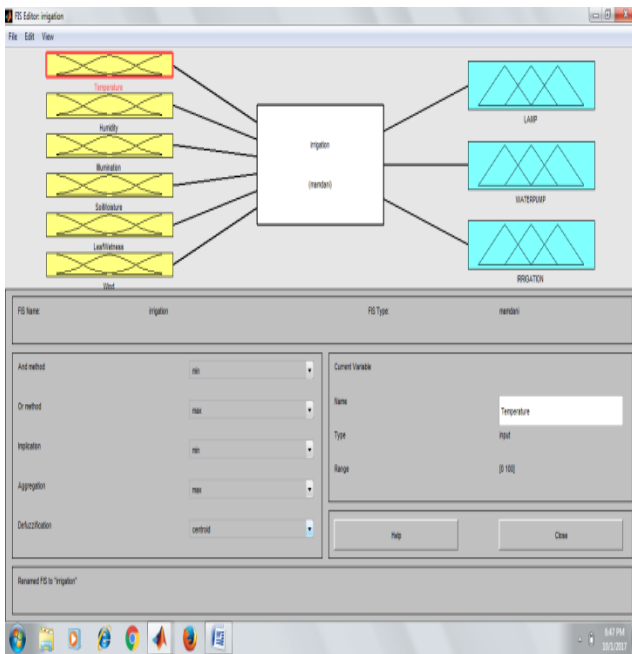 FIS Editor: irrigation
File Edit View
Temperature
Humidity
Illumination
SoilMoisture
LeafWetness
Wind
irrigation
(mamdani)
LAMP
WATERPUMP
IRRIGATION
FIS Name: irrigation FIS Type: mamdani
And method min
Or method max
Implication min
Aggregation max
Defuzzification centroid
Current Variable
Name Temperature
Type input
Range [0 100]
Help Close
Renamed FIS to "irrigation"
6:47 PM
10/1/2017